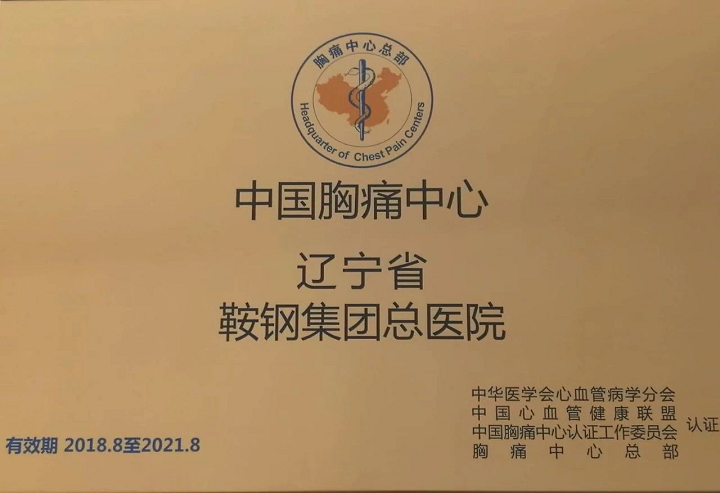 胸痛中心总部
Headquarter of Chest Pain Centers
中国胸痛中心
辽宁省
鞍钢集团总医院
中华医学会心血管病学分会
中国心血管健康联盟
中国胸痛中心认证工作委员会
胸痛中心总部
认证
有效期 2018.8至2021.8